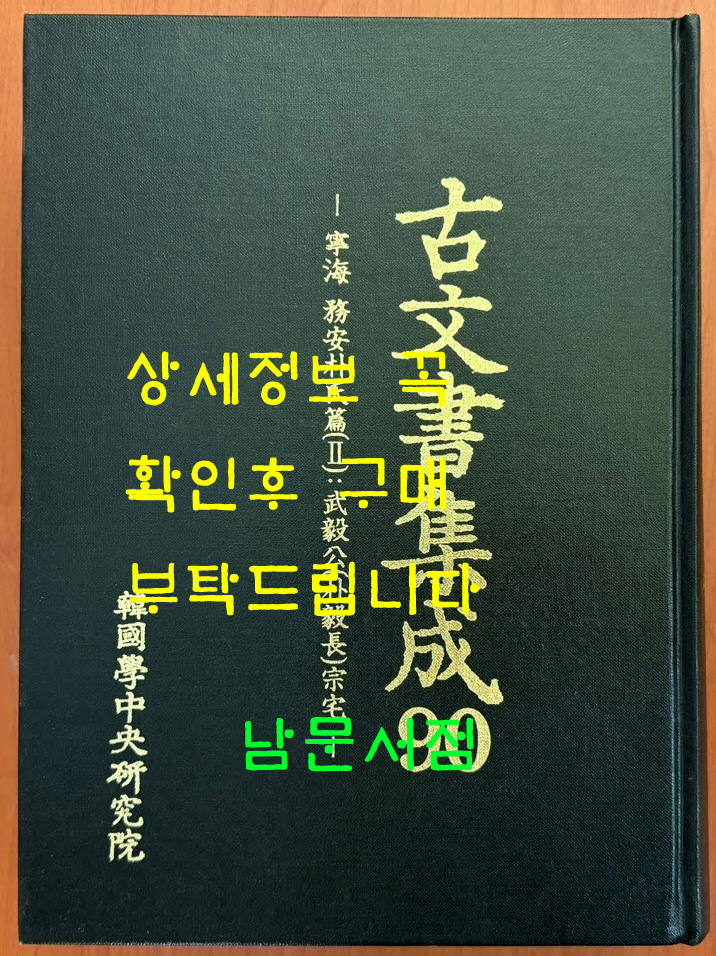 古文書集成 90
- 寧海 務安朴氏篇(Ⅱ):武毅公(朴毅長)宗宅 -
韓國學中央硏究院
상세정보 꼭
확인후 구매
부탁드립니다
남문서점